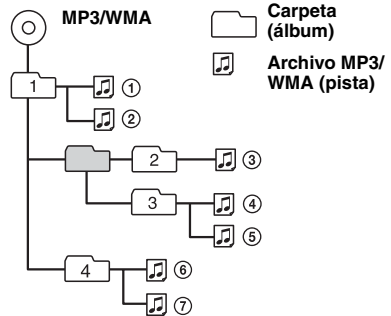 MP3/WMA
Carpeta
(álbum)
Archivo MP3/
WMA (pista)
1
①
②
2
③
3
④
⑤
4
⑥
⑦